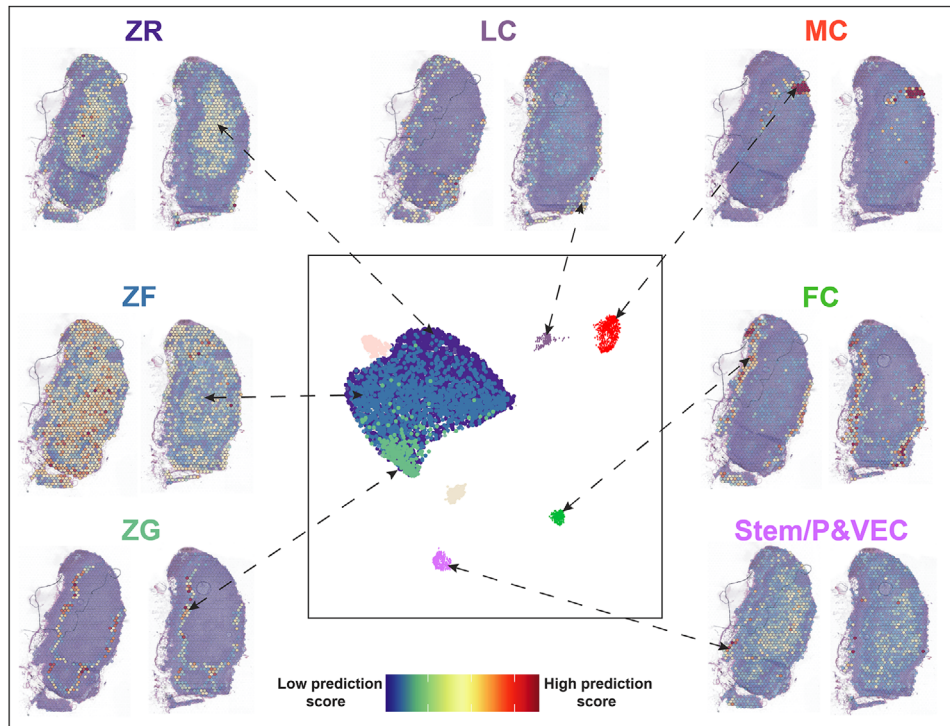 ZR
LC
MC
ZF
FC
ZG
Stem/P&VEC
Low prediction
score
High prediction
score